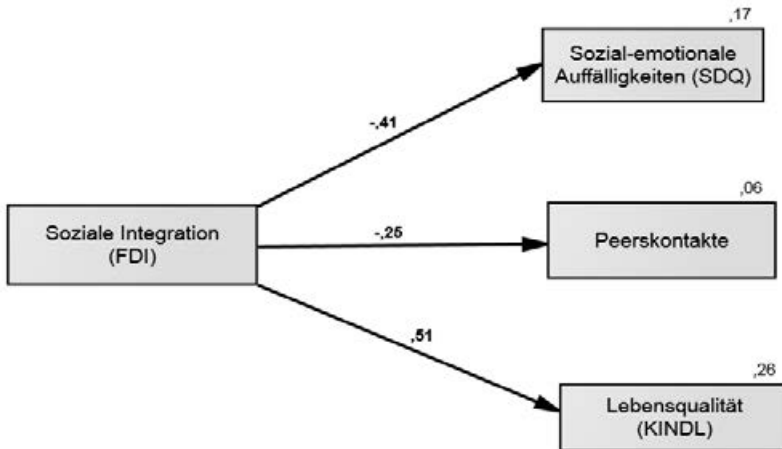 ,17
Sozial-emotionale
Auffälligkeiten (SDQ)
-,41
,06
Soziale Integration
(FDI)
-,25
Peerskontakte
,51
,26
Lebensqualität
(KINDL)